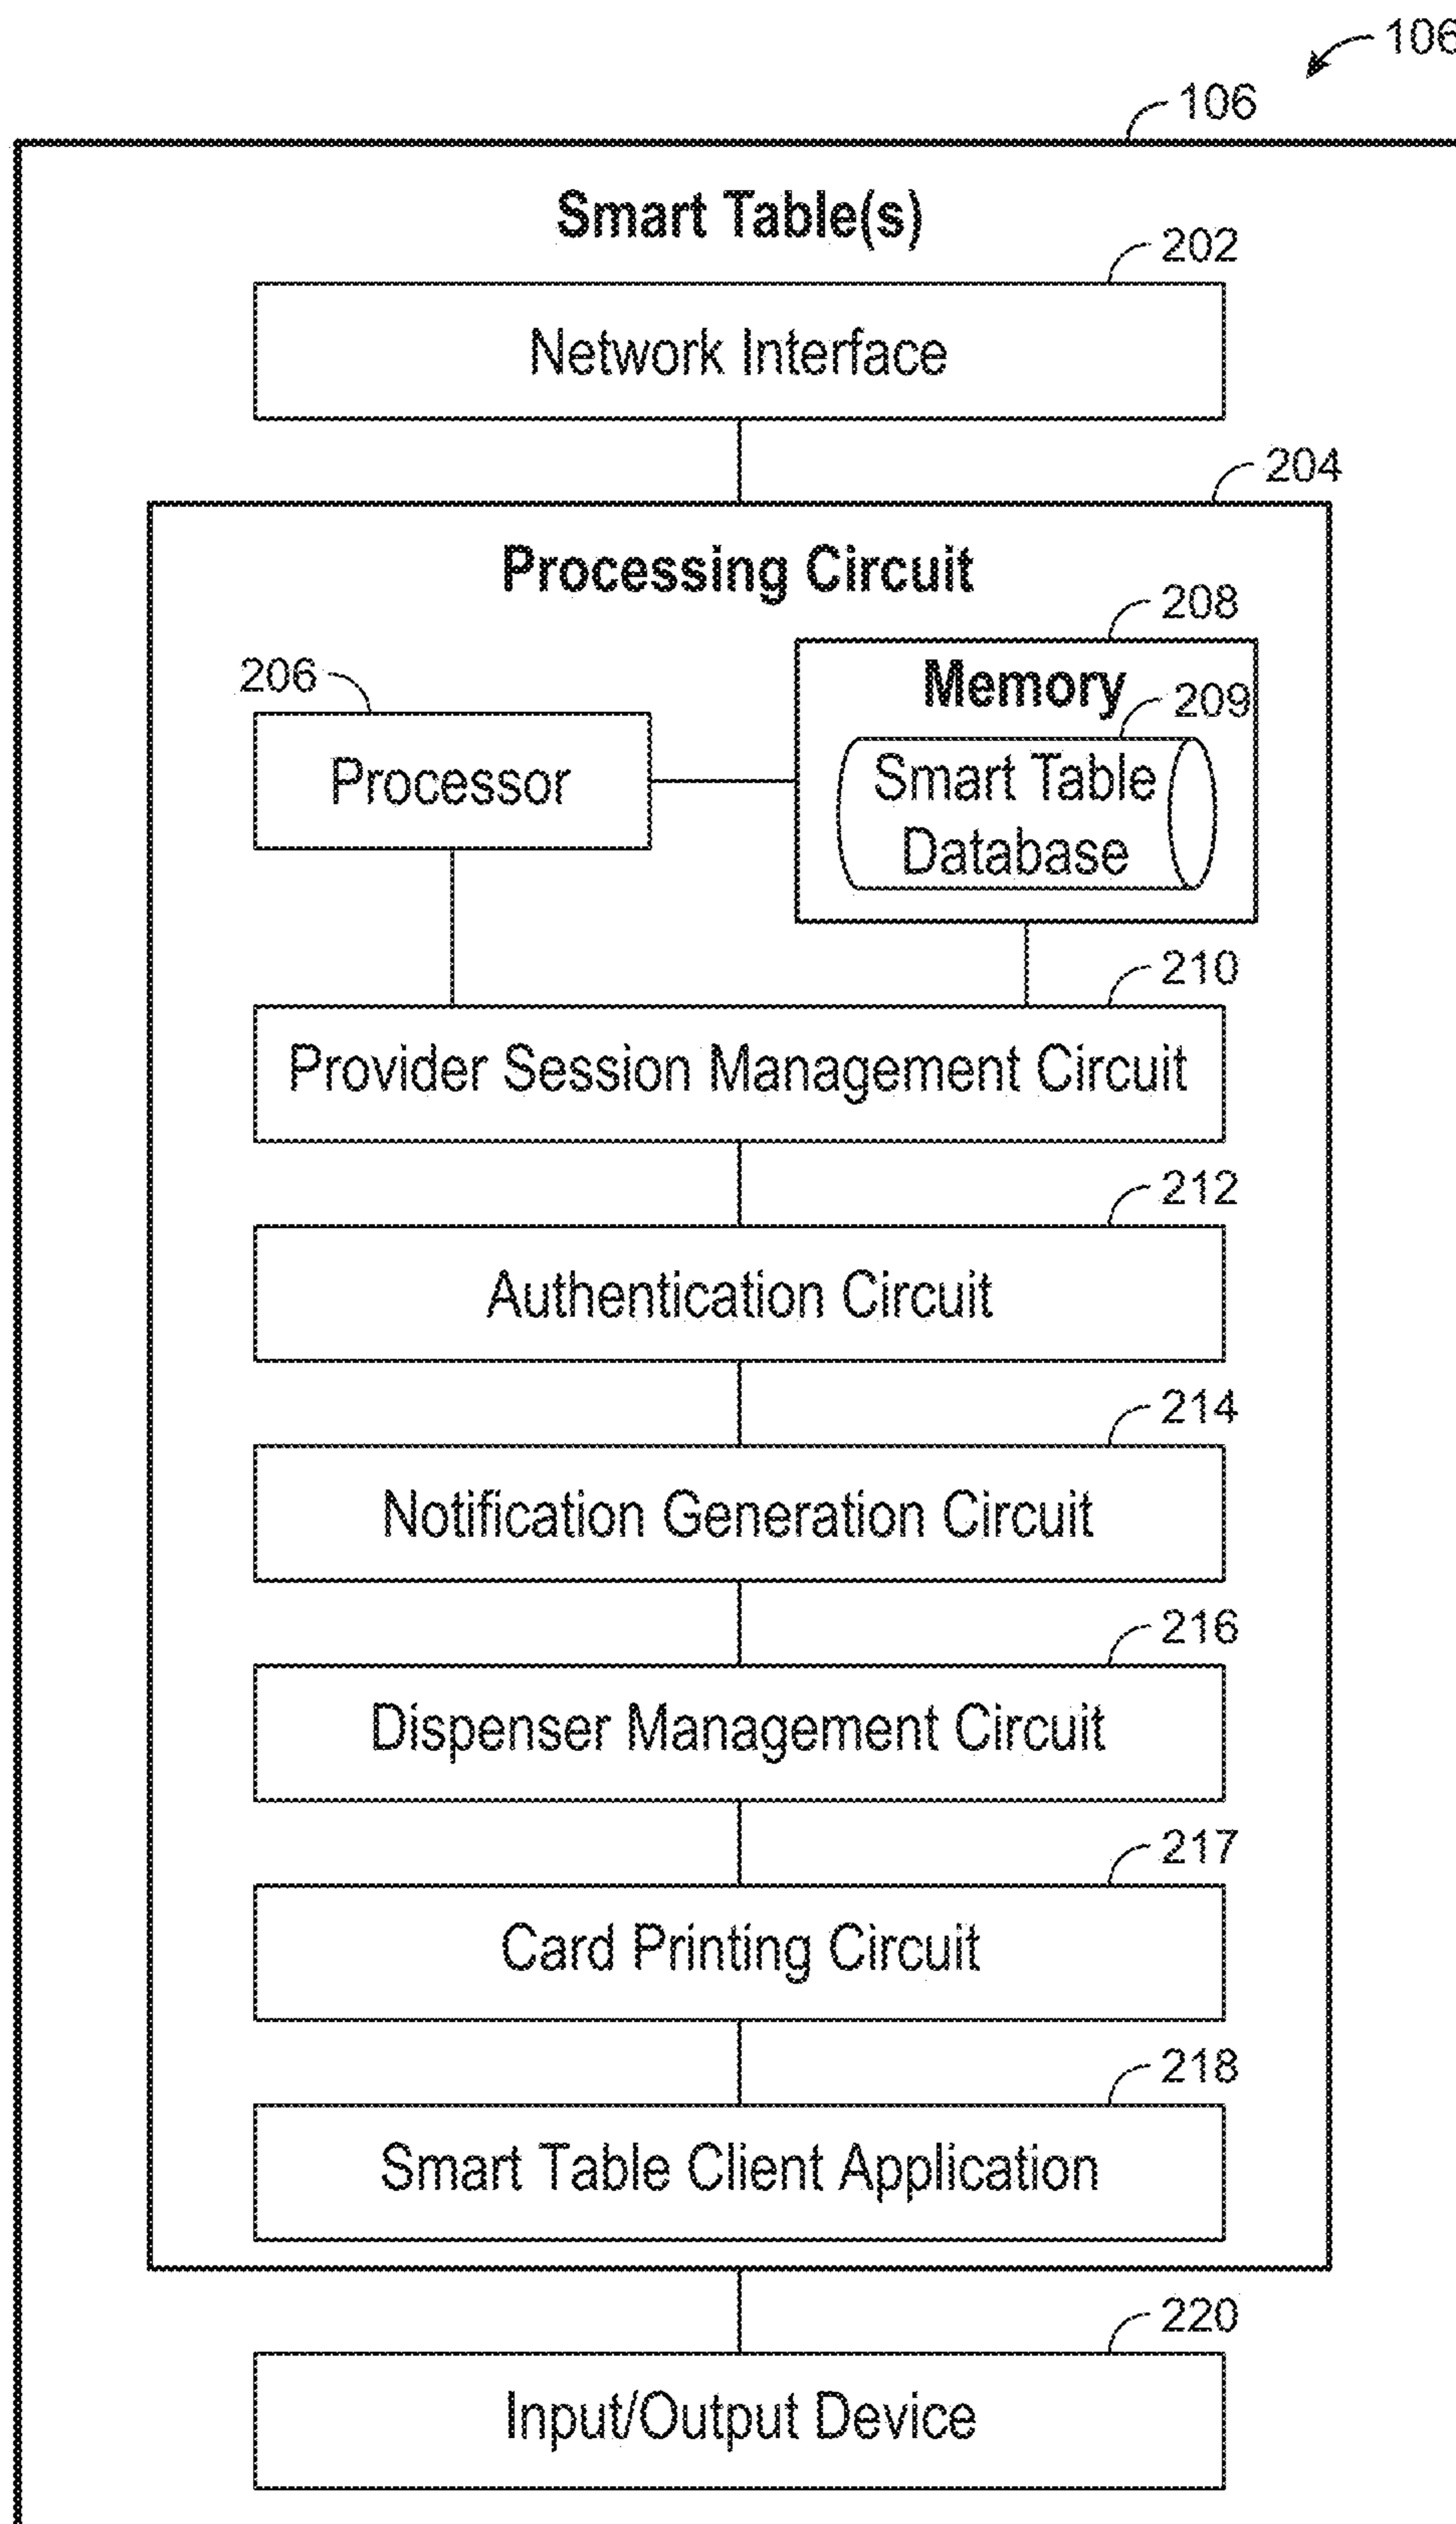 106
106
Smart Table(s)
202
Network Interface
204
Processing Circuit
208
206
Memory
209
Processor
Smart Table
Database
210
Provider Session Management Circuit
212
Authentication Circuit
214
Notification Generation Circuit
216
Dispenser Management Circuit
217
Card Printing Circuit
218
Smart Table Client Application
220
Input/Output Device